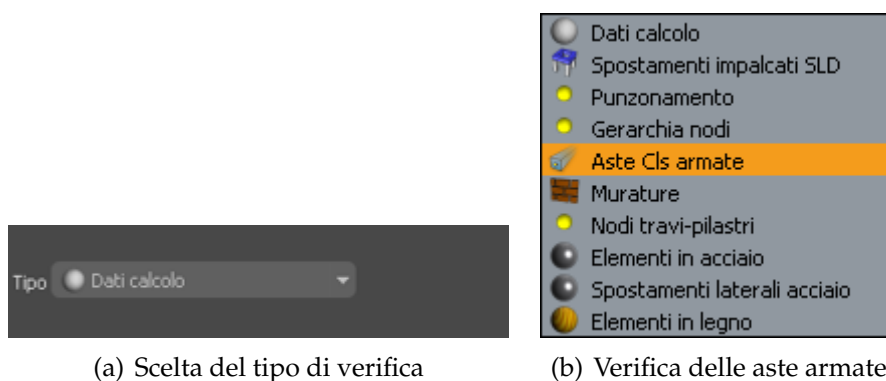 Tipo Dati calcolo
(a) Scelta del tipo di verifica
Dati calcolo
Spostamenti impalcati SLD
Punzonamento
Gerarchia nodi
Aste Cls armate
Murature
Nodi travi-pilastri
Elementi in acciaio
Spostamenti laterali acciaio
Elementi in legno
(b) Verifica delle aste armate